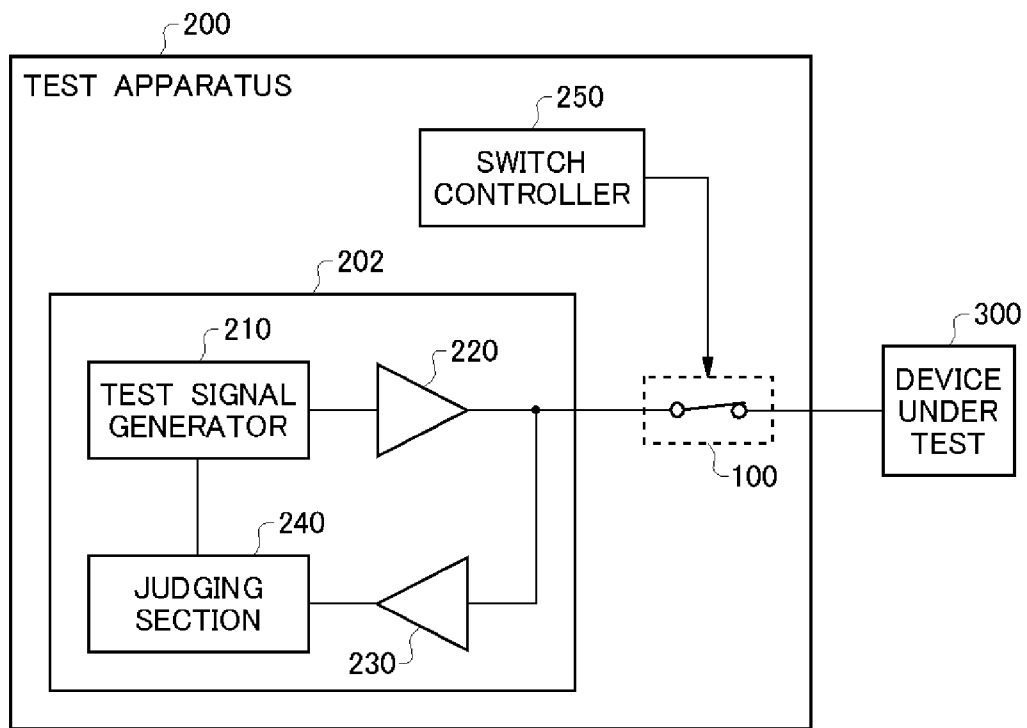 200
TEST APPARATUS
250
SWITCH
CONTROLLER
202
210
TEST SIGNAL
GENERATOR
220
300
DEVICE
UNDER
TEST
100
240
JUDGING
SECTION
230